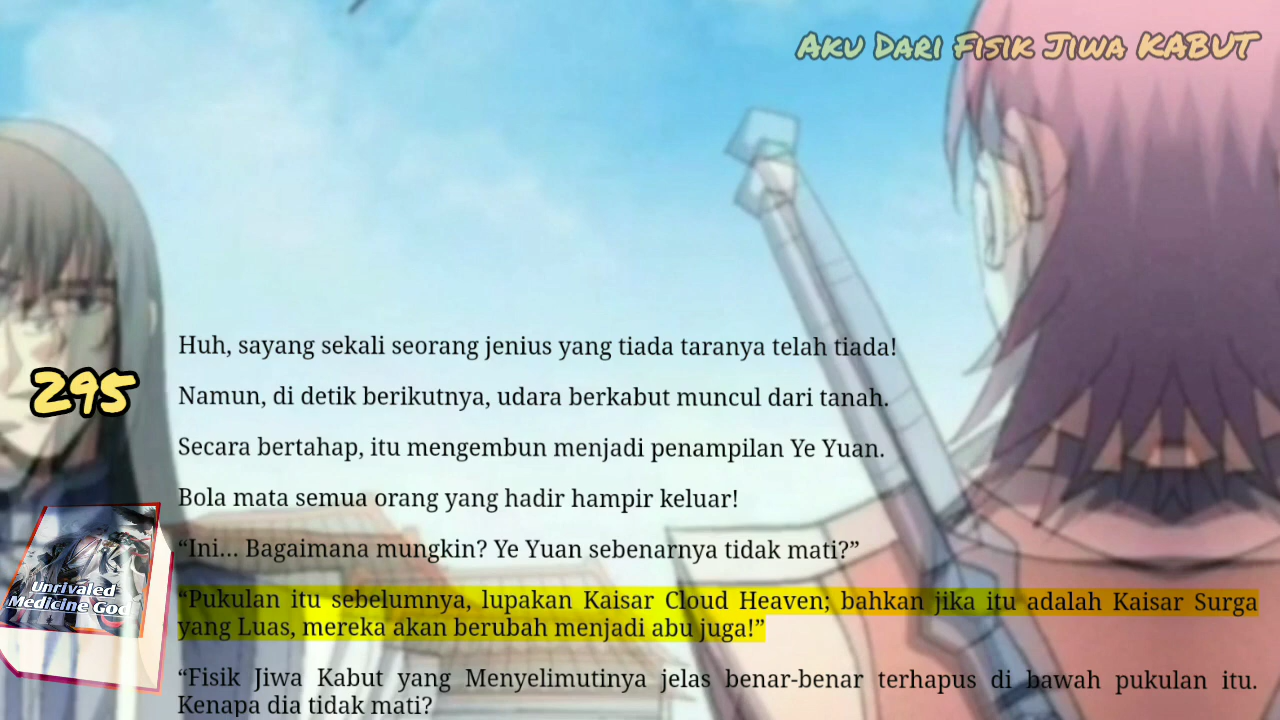 Aku Dari Fisik Jiwa KABUT
Huh, sayang sekali seorang jenius yang tiada taranya telah tiada!
295
Namun, di detik berikutnya, udara berkabut muncul dari tanah.
Secara bertahap, itu mengembun menjadi penampilan Ye Yuan.
Bola mata semua orang yang hadir hampir keluar!
“Ini… Bagaimana mungkin? Ye Yuan sebenarnya tidak mati?”
Unrivaled
Medicine God
“Pukulan itu sebelumnya, lupakan Kaisar Cloud Heaven; bahkan jika itu adalah Kaisar Surga
yang Luas, mereka akan berubah menjadi abu juga!”
“Fisik Jiwa Kabut yang Menyelimutinya jelas benar-benar terhapus di bawah pukulan itu.
Kenapa dia tidak mati?